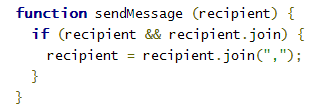 function sendMessage (recipient) {
  if (recipient && recipient.join) {
    recipient = recipient.join(",");
  }
}